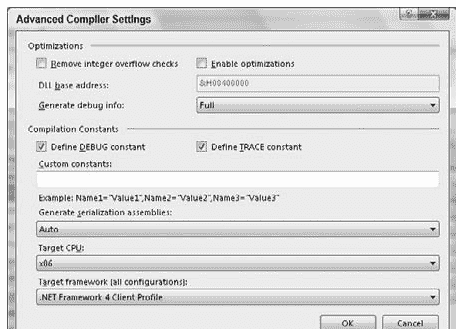 Advanced Compiler Settings
Optimizations
Remove integer overflow checks
Enable optimizations
DLL base address:
&H00400000
Generate debug info:
Full
Compilation Constants
Define DEBUG constant
Define TRACE constant
Custom constants:
Example: Name1="Value1",Name2="Value2",Name3="Value3"
Generate serialization assemblies:
Auto
Target CPU:
x86
Target framework (all configurations):
.NET Framework 4 Client Profile
OK
Cancel